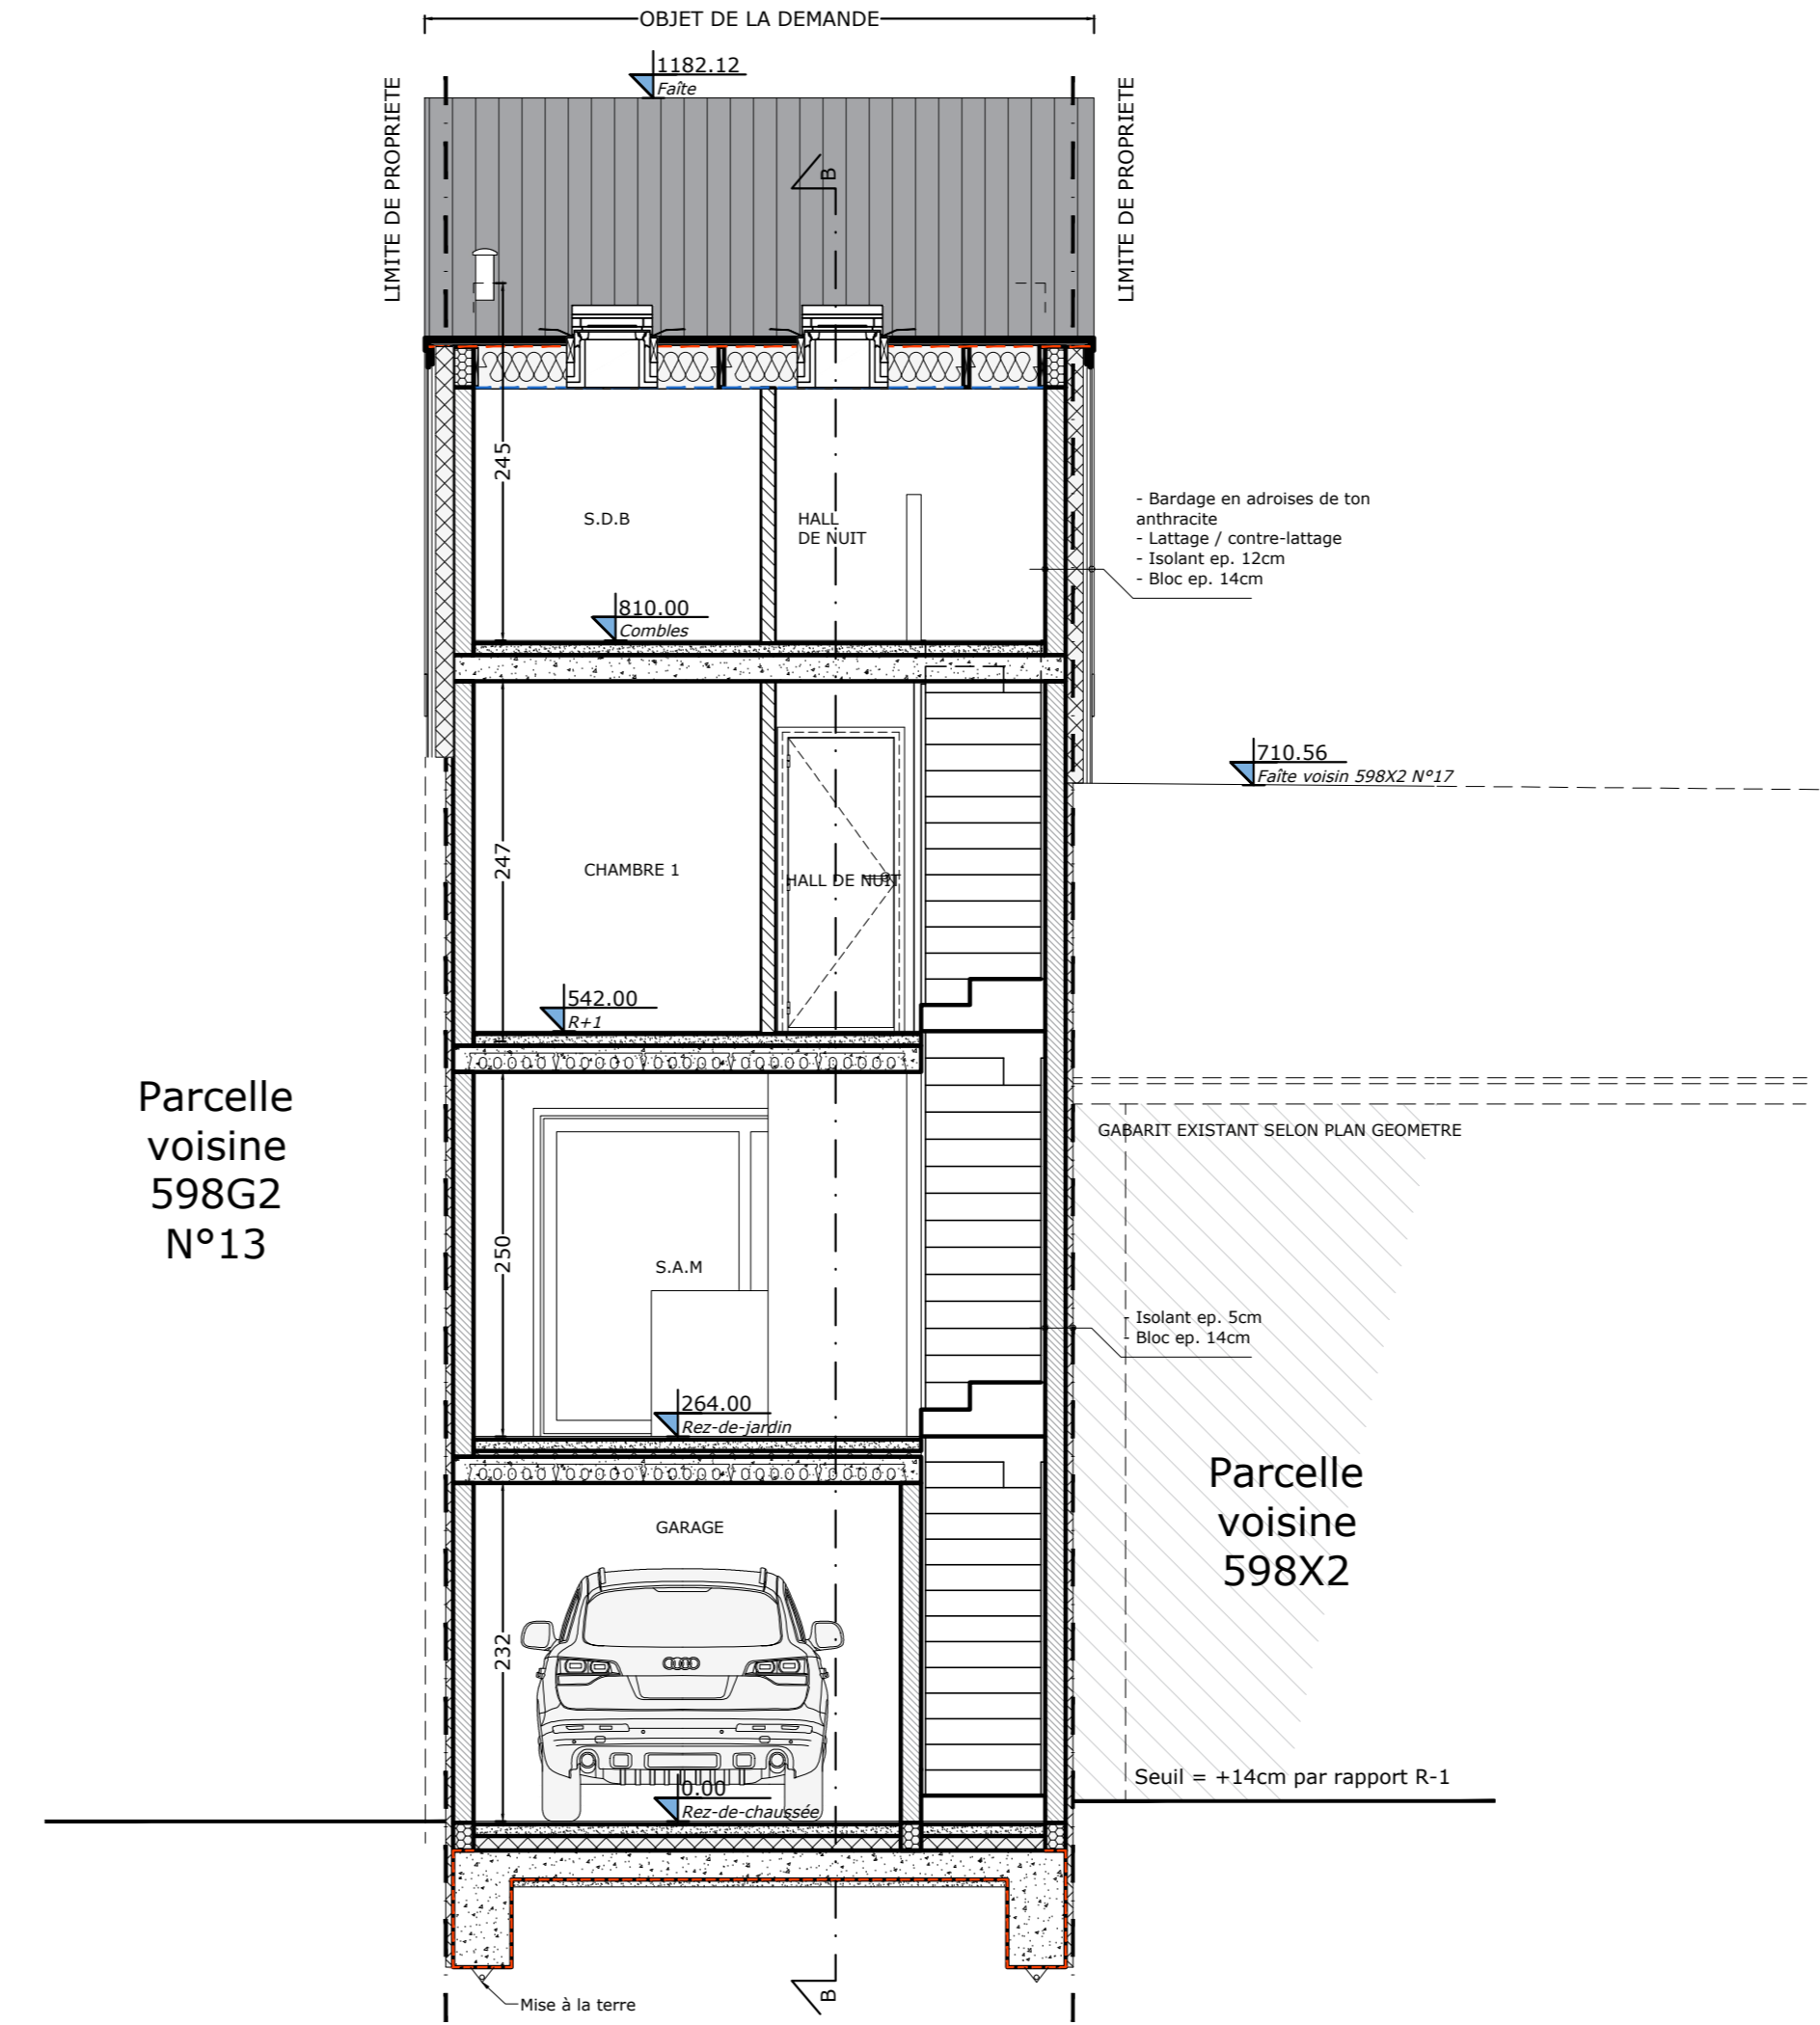 OBJET DE LA DEMANDE
1182.12
Faîte
LIMITE DE PROPRIETE
LIMITE DE PROPRIETE
B
245
S.D.B
HALL
DE NUIT
- Bardage en adroises de ton
anthracite
- Lattage / contre-lattage
- Isolant ep. 12cm
- Bloc ep. 14cm
810.00
Combles
710.56
Faîte voisin 598X2 N°17
247
CHAMBRE 1
HALL DE NUIT
542.00
R+1
Parcelle
voisine
598G2
N°13
GABARIT EXISTANT SELON PLAN GEOMETRE
250
S.A.M
- Isolant ep. 5cm
- Bloc ep. 14cm
264.00
Rez-de-jardin
Parcelle
voisine
598X2
GARAGE
232
0.00
Rez-de-chaussée
Seuil = +14cm par rapport R-1
B
Mise à la terre